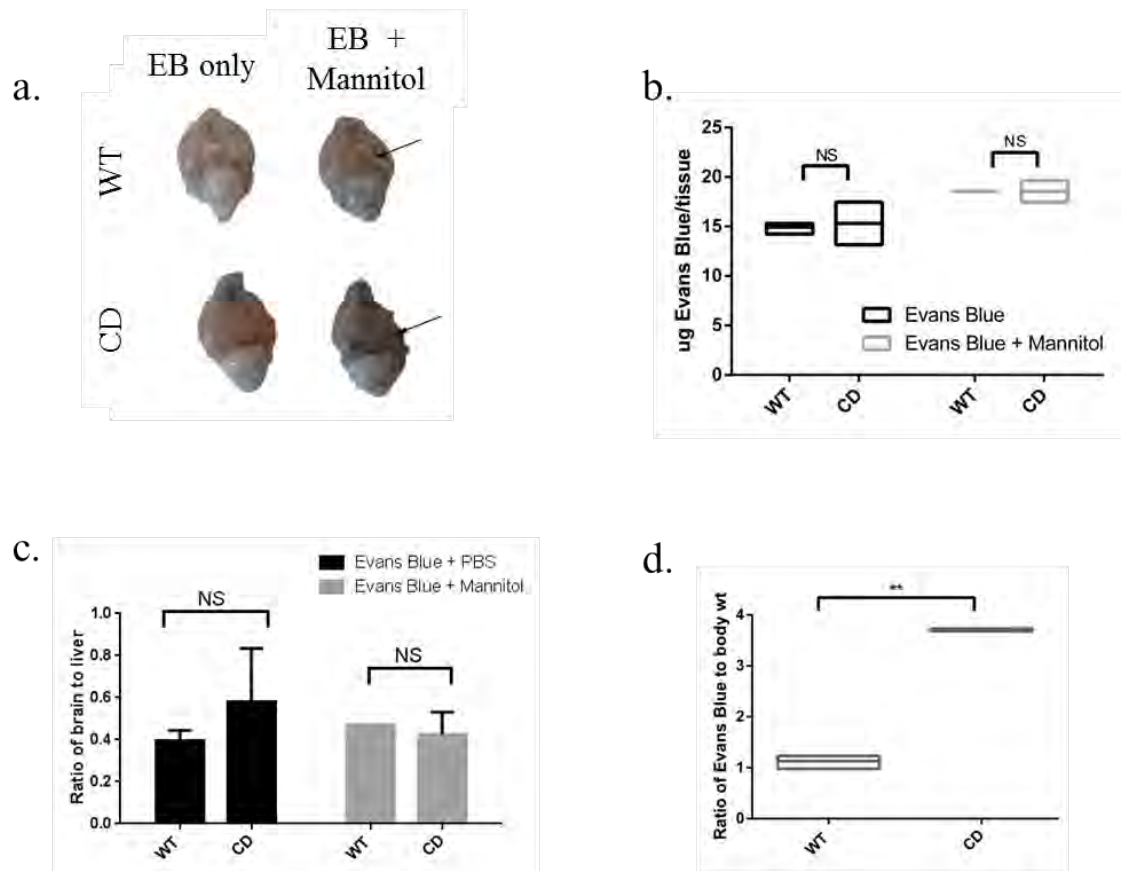 a.
EB only
EB +
Mannitol
WT
CD
b.
ug Evans Blue/tissue
25
20
15
10
5
0
NS
NS
Evans Blue
Evans Blue + Mannitol
WT
CD
WT
CD
c.
Ratio of brain to liver
Evans Blue + PBS
Evans Blue + Mannitol
1.0
0.8
0.6
0.4
0.2
0.0
NS
NS
WT
CD
WT
CD
d.
Ratio of Evans Blue to body wt
**
4
3
2
1
0
WT
CD